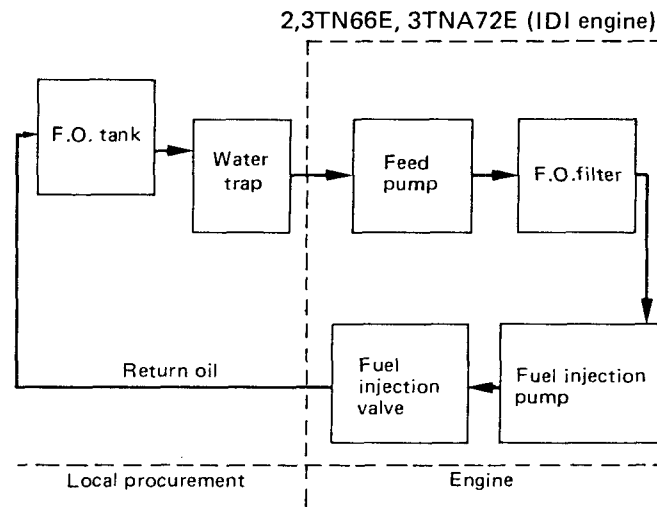 2,3TN66E, 3TNA72E (IDI engine)
F.O. tank
Water
trap
Feed
pump
F.O.filter
Return oil
Fuel
injection
valve
Fuel injection
pump
Local procurement
Engine